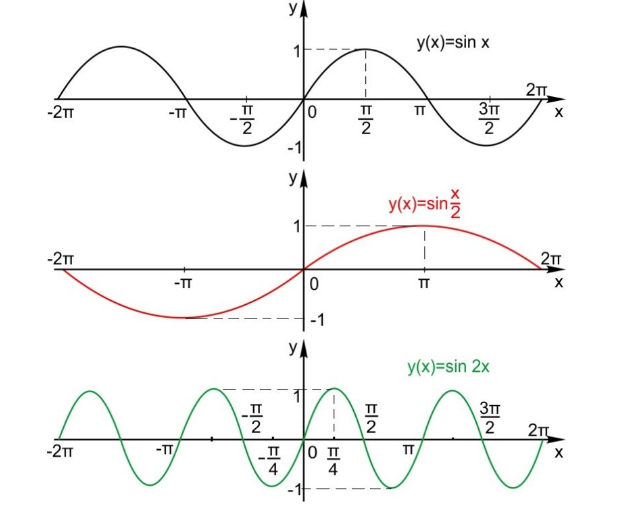 y
y(x)=sin x
1
-2π -π -π/2 0 π/2 π 3π/2 2π x
-1
y
y(x)=sin x/2
1
-2π -π 0 π 2π x
-1
y
y(x)=sin 2x
1
-2π -π -π/2 -π/4 0 π/4 π/2 π 3π/2 2π x
-1